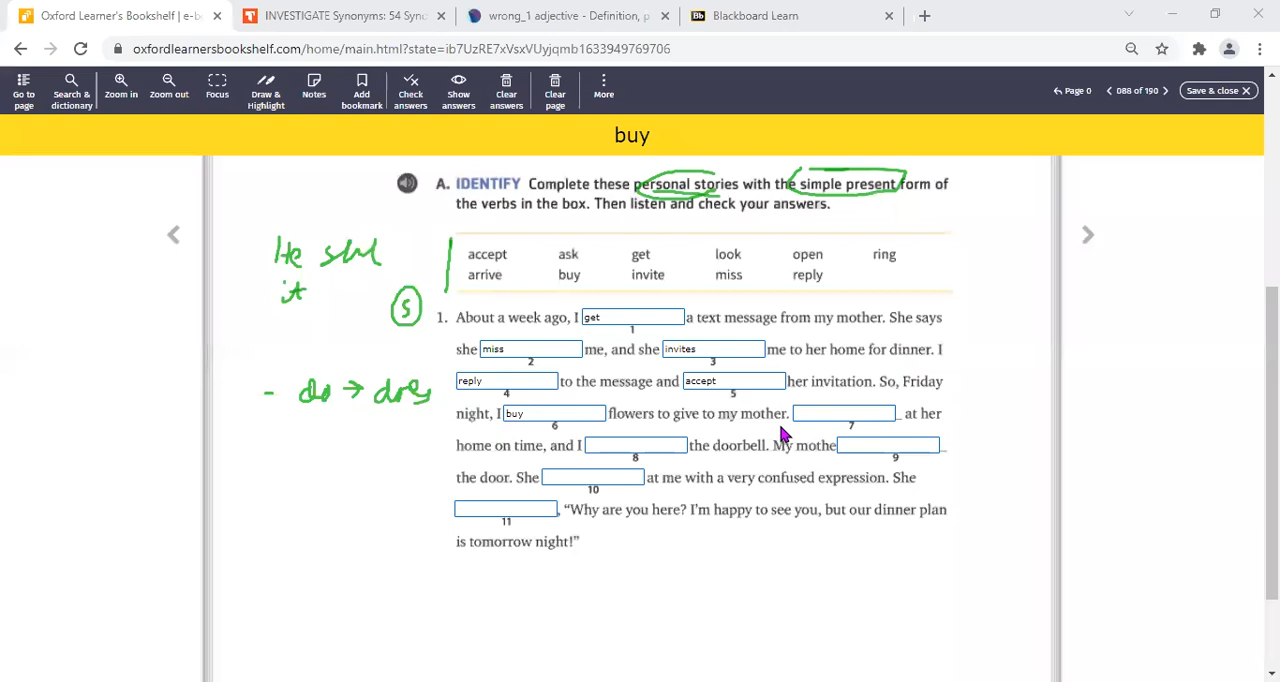 Oxford Learner's Bookshelf | e-b
INVESTIGATE Synonyms: 54 Syn
wrong_1 adjective - Definition, p
Bb Blackboard Learn
oxfordlearnersbookshelf.com/home/main.html?state=ib7UzRE7xVsxVUyjqmb1633949769706
Go to page
Search & dictionary
Zoom in
Zoom out
Focus
Draw & Highlight
Notes
Add bookmark
Check answers
Show answers
Clear answers
Clear page
More
Page 0
088 of 190
Save & close
buy
A. IDENTIFY Complete these personal stories with the simple present form of
the verbs in the box. Then listen and check your answers.
accept ask get look open ring
arrive buy invite miss reply
He
it
s
- do → does
1. About a week ago, I get a text message from my mother. She says
1
she miss me, and she invites me to her home for dinner. I
2 3
reply to the message and accept her invitation. So, Friday
4 5
night, I buy flowers to give to my mother. _ at her
6 7
home on time, and I the doorbell. My mothe _
8 9
the door. She at me with a very confused expression. She
10
, “Why are you here? I'm happy to see you, but our dinner plan
11
is tomorrow night!”